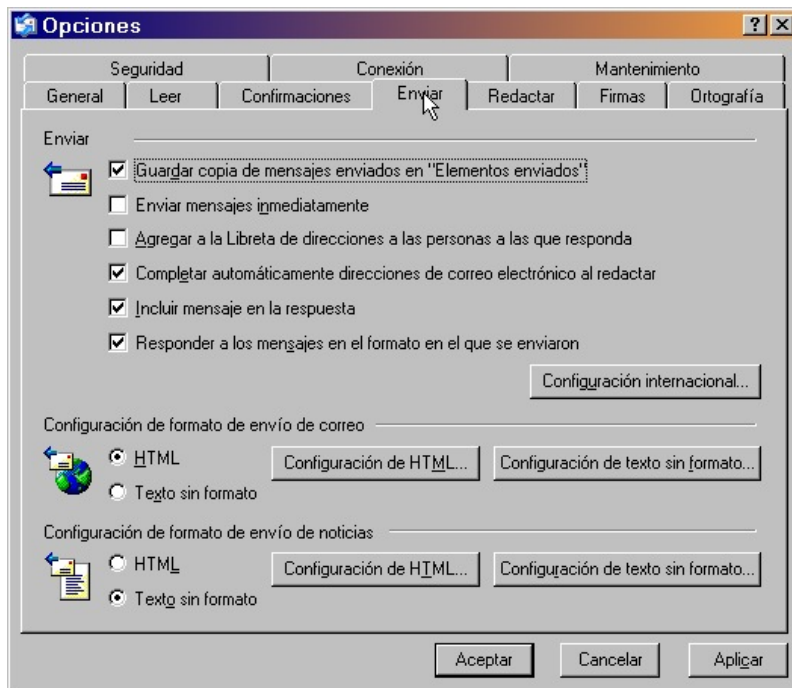 Opciones
Seguridad Conexión Mantenimiento
General Leer Confirmaciones Enviar Redactar Firmas Ortografía
Enviar
Guardar copia de mensajes enviados en "Elementos enviados"
Enviar mensajes inmediatamente
Agregar a la Libreta de direcciones a las personas a las que responda
Completar automáticamente direcciones de correo electrónico al redactar
Incluir mensaje en la respuesta
Responder a los mensajes en el formato en el que se enviaron
Configuración internacional...
Configuración de formato de envío de correo
HTML Configuración de HTML... Configuración de texto sin formato...
Texto sin formato
Configuración de formato de envío de noticias
HTML Configuración de HTML... Configuración de texto sin formato...
Texto sin formato
Aceptar Cancelar Aplicar